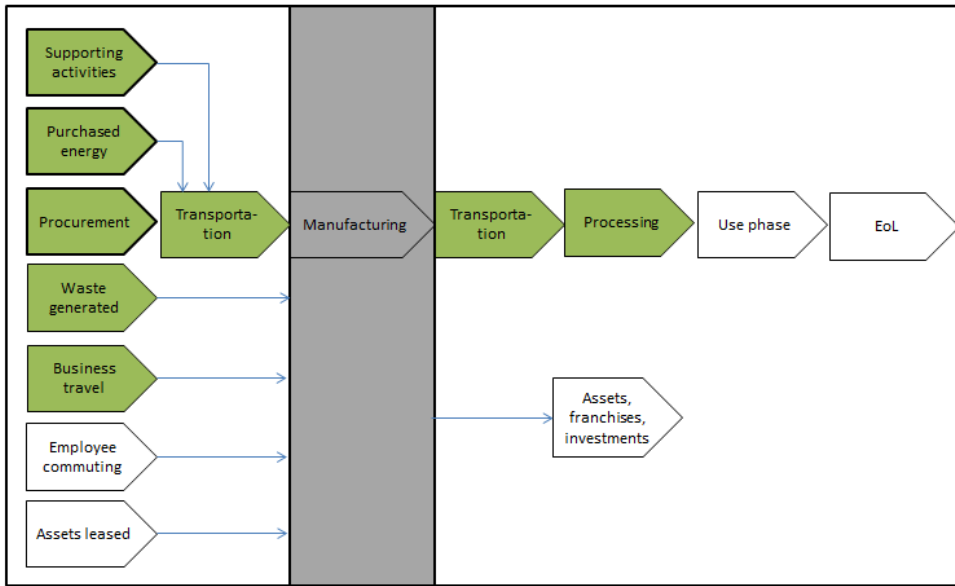 Supporting
activities
Purchased
energy
Procurement
Transporta-
tion
Manufacturing
Transporta-
tion
Processing
Use phase
EoL
Waste
generated
Business
travel
Assets,
franchises,
investments
Employee
commuting
Assets leased